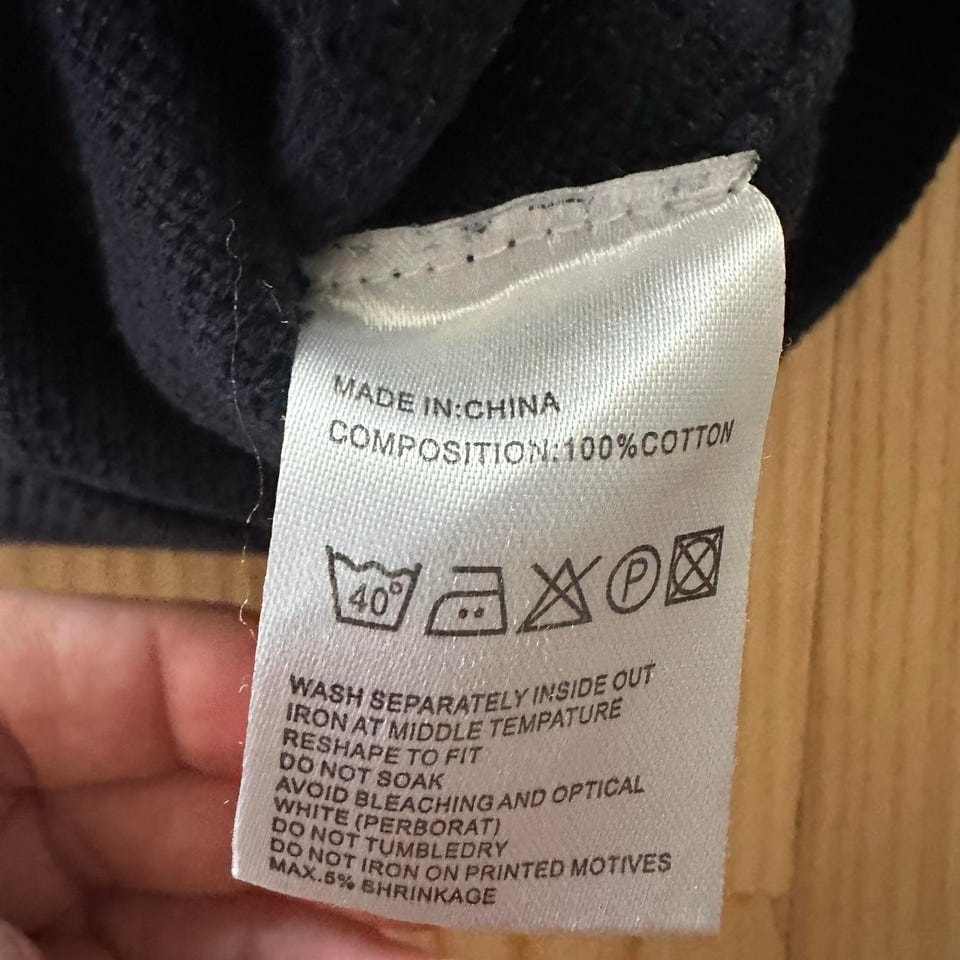 MADE IN:CHINA
COMPOSITION:100%COTTON
40° P
WASH SEPARATELY INSIDE OUT
IRON AT MIDDLE TEMPATURE
RESHAPE TO FIT
DO NOT SOAK
AVOID BLEACHING AND OPTICAL
WHITE (PERBORAT)
DO NOT TUMBLEDRY
DO NOT IRON ON PRINTED MOTIVES
MAX.5% SHRINKAGE